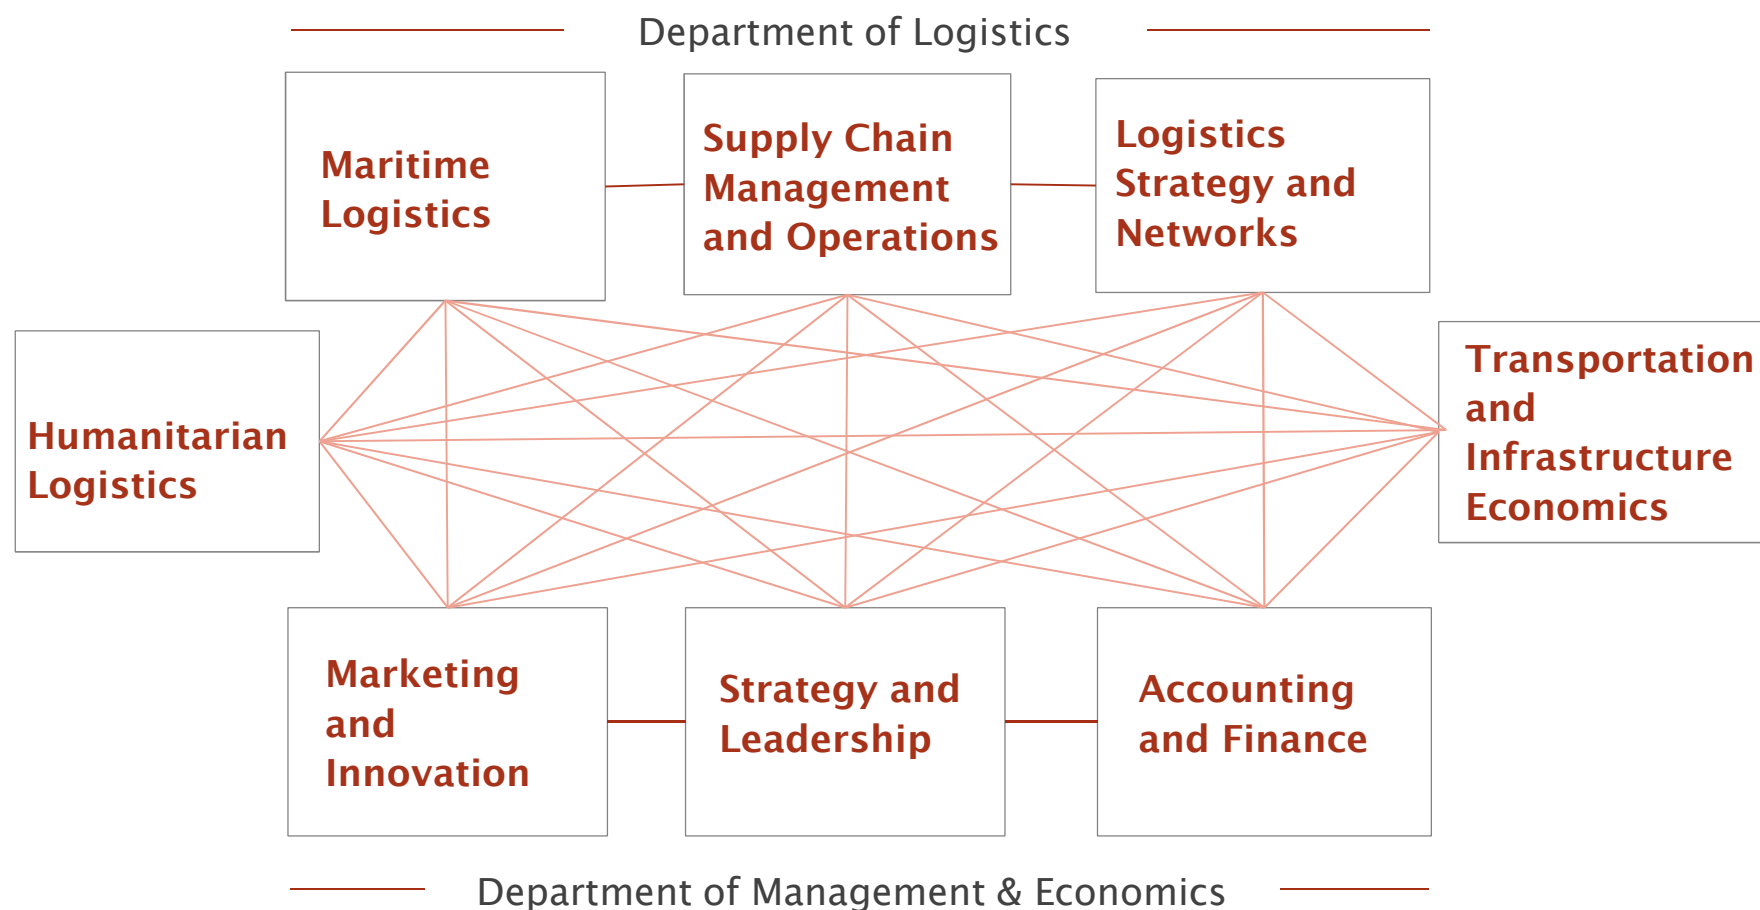 Department of Logistics
Maritime
Logistics
Supply Chain
Management
and Operations
Logistics
Strategy and
Networks
Humanitarian
Logistics
Transportation
and
Infrastructure
Economics
Marketing
and
Innovation
Strategy and
Leadership
Accounting
and Finance
Department of Management & Economics